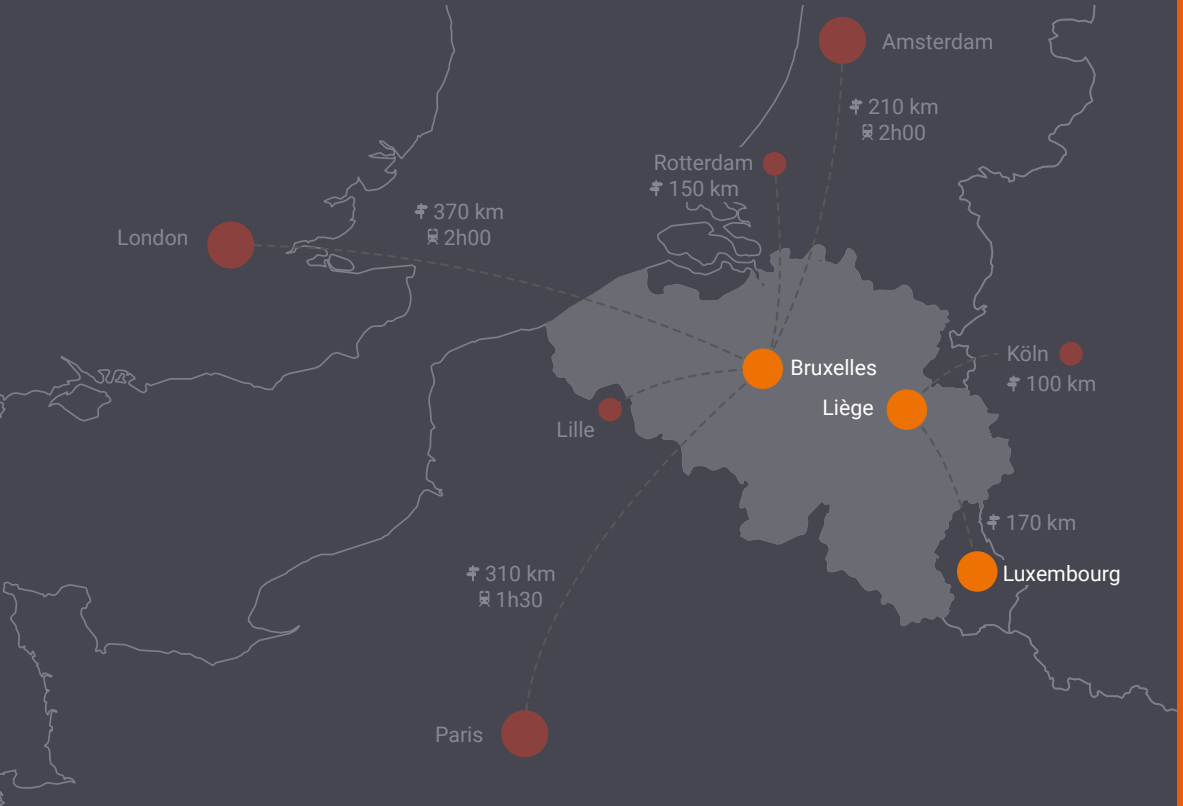 Amsterdam
210 km
2h00
Rotterdam
150 km
370 km
2h00
London
Köln
100 km
Bruxelles
Liège
Lille
170 km
Luxembourg
310 km
1h30
Paris